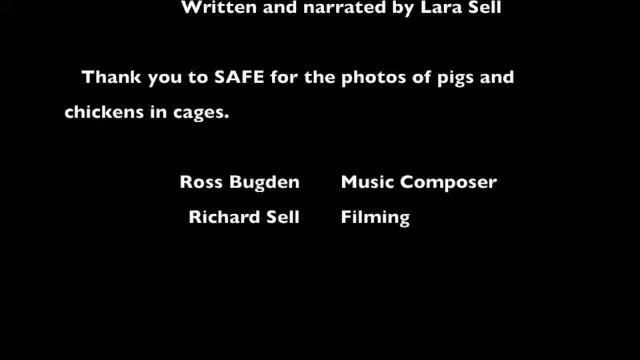 Written and narrated by Lara Sell
Thank you to SAFE for the photos of pigs and
chickens in cages.
Ross Bugden Music Composer
Richard Sell Filming